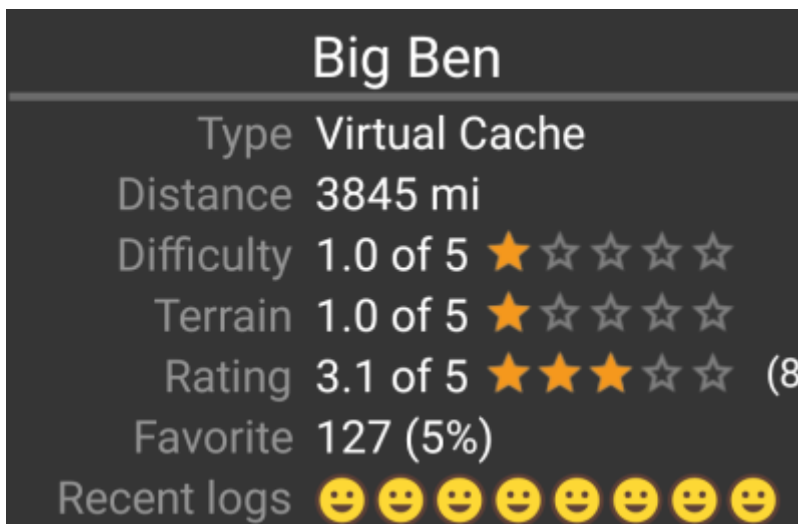 Big Ben
Type Virtual Cache
Distance 3845 mi
Difficulty 1.0 of 5
Terrain 1.0 of 5
Rating 3.1 of 5 (8
Favorite 127 (5%)
Recent logs